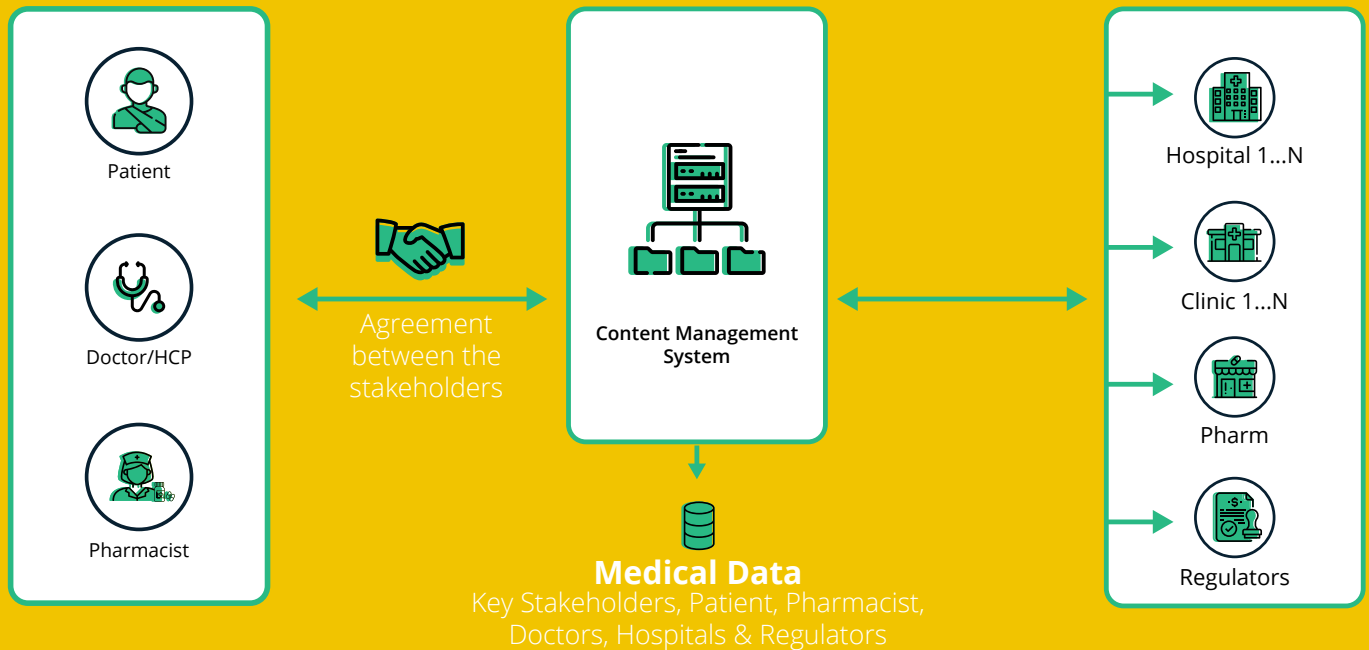 Patient
Doctor/HCP
Pharmacist
Agreement
between the
stakeholders
Content Management
System
Medical Data
Key Stakeholders, Patient, Pharmacist,
Doctors, Hospitals & Regulators
Hospital 1...N
Clinic 1...N
Pharm
$
Regulators